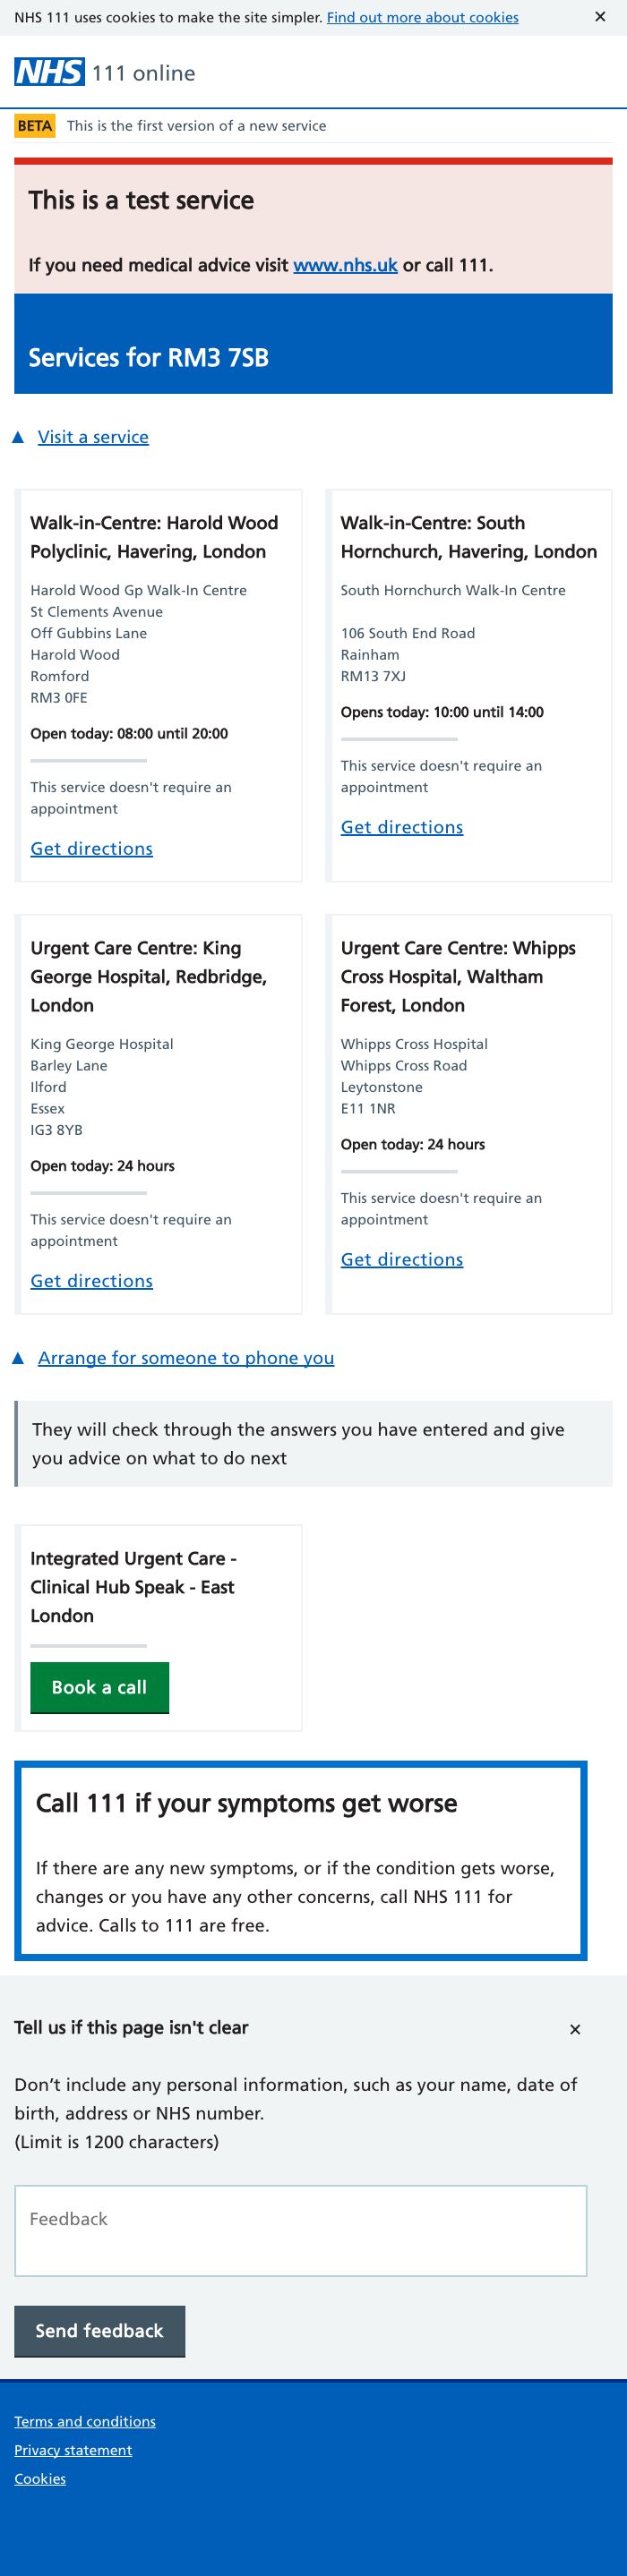 NHS 111 uses cookies to make the site simpler. Find out more about cookies ✕
NHS 111 online
BETA This is the first version of a new service
This is a test service
If you need medical advice visit www.nhs.uk or call 111.
Services for RM3 7SB
▲ Visit a service
Walk-in-Centre: Harold Wood
Polyclinic, Havering, London
Harold Wood Gp Walk-In Centre
St Clements Avenue
Off Gubbins Lane
Harold Wood
Romford
RM3 0FE
Open today: 08:00 until 20:00
This service doesn't require an
appointment
Get directions
Walk-in-Centre: South
Hornchurch, Havering, London
South Hornchurch Walk-In Centre
106 South End Road
Rainham
RM13 7XJ
Opens today: 10:00 until 14:00
This service doesn't require an
appointment
Get directions
Urgent Care Centre: King
George Hospital, Redbridge,
London
King George Hospital
Barley Lane
Ilford
Essex
IG3 8YB
Open today: 24 hours
This service doesn't require an
appointment
Get directions
Urgent Care Centre: Whipps
Cross Hospital, Waltham
Forest, London
Whipps Cross Hospital
Whipps Cross Road
Leytonstone
E11 1NR
Open today: 24 hours
This service doesn't require an
appointment
Get directions
▲ Arrange for someone to phone you
They will check through the answers you have entered and give
you advice on what to do next
Integrated Urgent Care -
Clinical Hub Speak - East
London
Book a call
Call 111 if your symptoms get worse
If there are any new symptoms, or if the condition gets worse,
changes or you have any other concerns, call NHS 111 for
advice. Calls to 111 are free.
Tell us if this page isn't clear ✕
Don’t include any personal information, such as your name, date of
birth, address or NHS number.
(Limit is 1200 characters)
Feedback
Send feedback
Terms and conditions
Privacy statement
Cookies